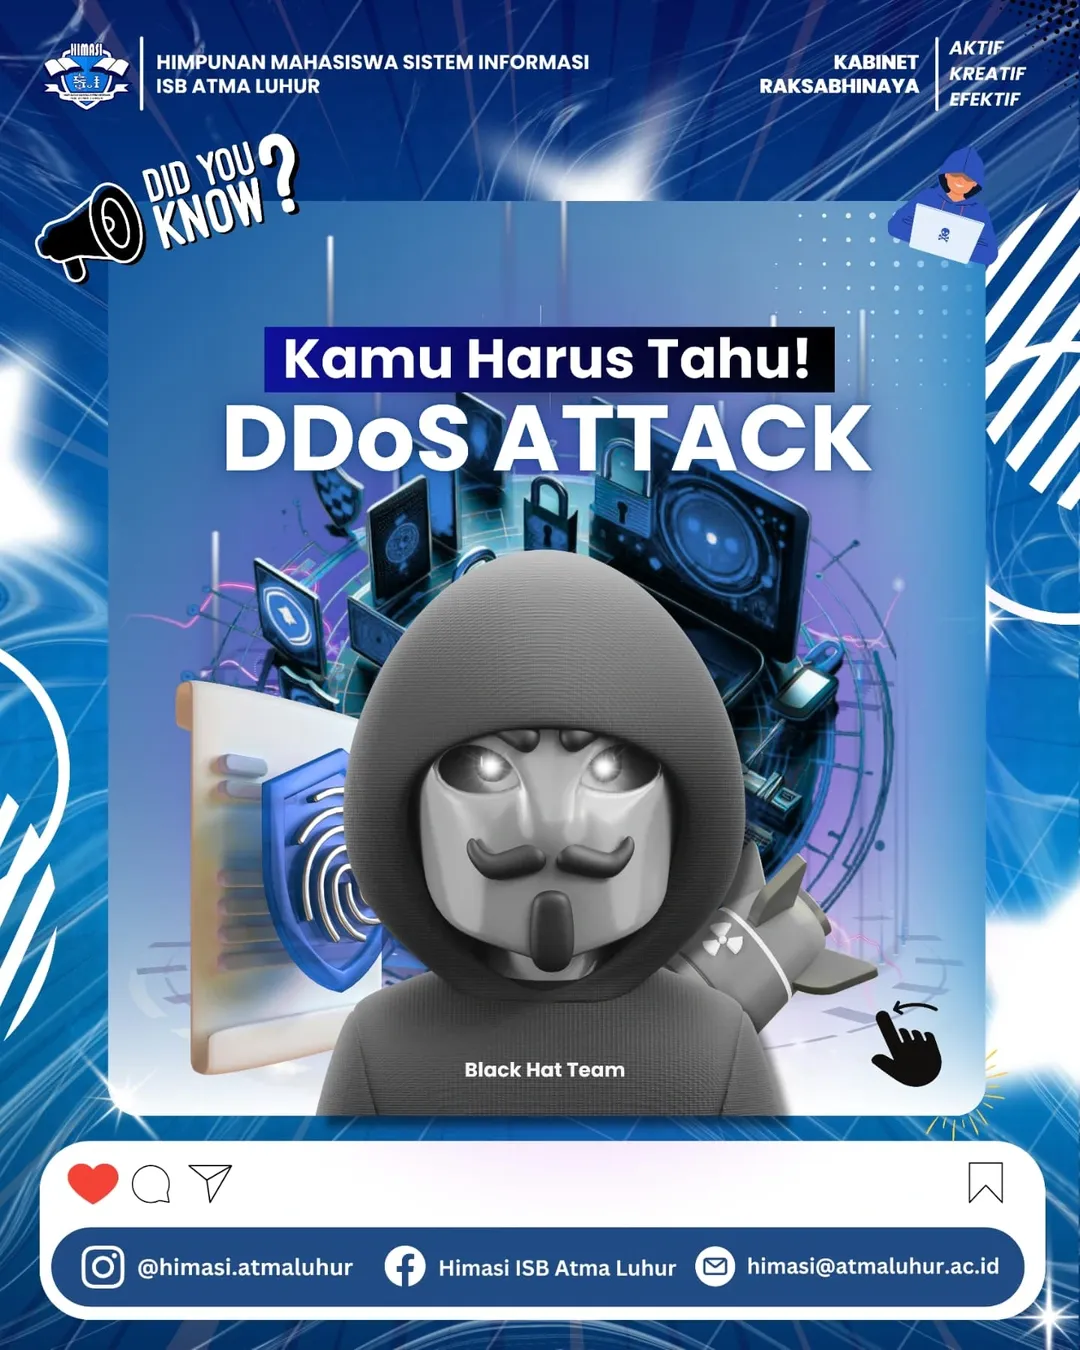 HIMASI
HIMPUNAN MAHASISWA SISTEM INFORMASI
ISB ATMA LUHUR
KABINET
RAKSABHINAYA
AKTIF
KREATIF
EFEKTIF
DID YOU
KNOW?
Kamu Harus Tahu!
DDoS ATTACK
Black Hat Team
@himasi.atmaluhur
Himasi ISB Atma Luhur
himasi@atmaluhur.ac.id